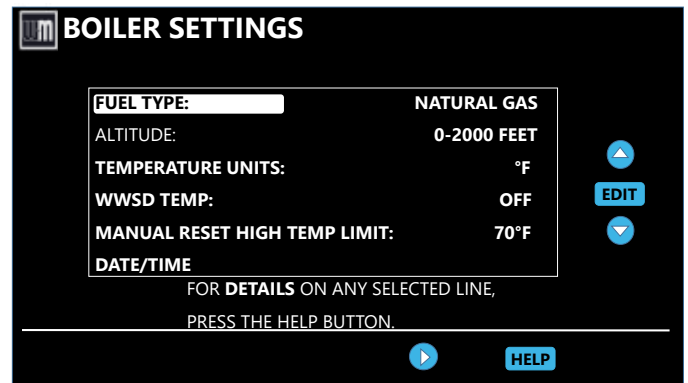 wm BOILER SETTINGS
FUEL TYPE: NATURAL GAS
ALTITUDE: 0-2000 FEET
TEMPERATURE UNITS: °F
WWSD TEMP: OFF
EDIT
MANUAL RESET HIGH TEMP LIMIT: 70°F
DATE/TIME
FOR DETAILS ON ANY SELECTED LINE,
PRESS THE HELP BUTTON.
HELP